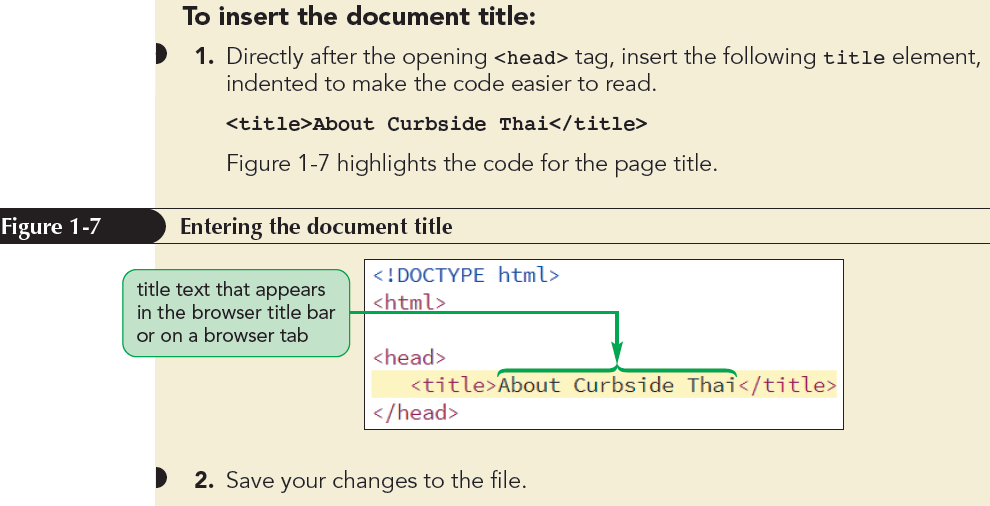 To insert the document title:
1. Directly after the opening <head> tag, insert the following title element,
indented to make the code easier to read.
<title>About Curbside Thai</title>
Figure 1-7 highlights the code for the page title.
Figure 1-7 Entering the document title
title text that appears
in the browser title bar
or on a browser tab
<!DOCTYPE html>
<html>
<head>
<title>About Curbside Thai</title>
</head>
2. Save your changes to the file.